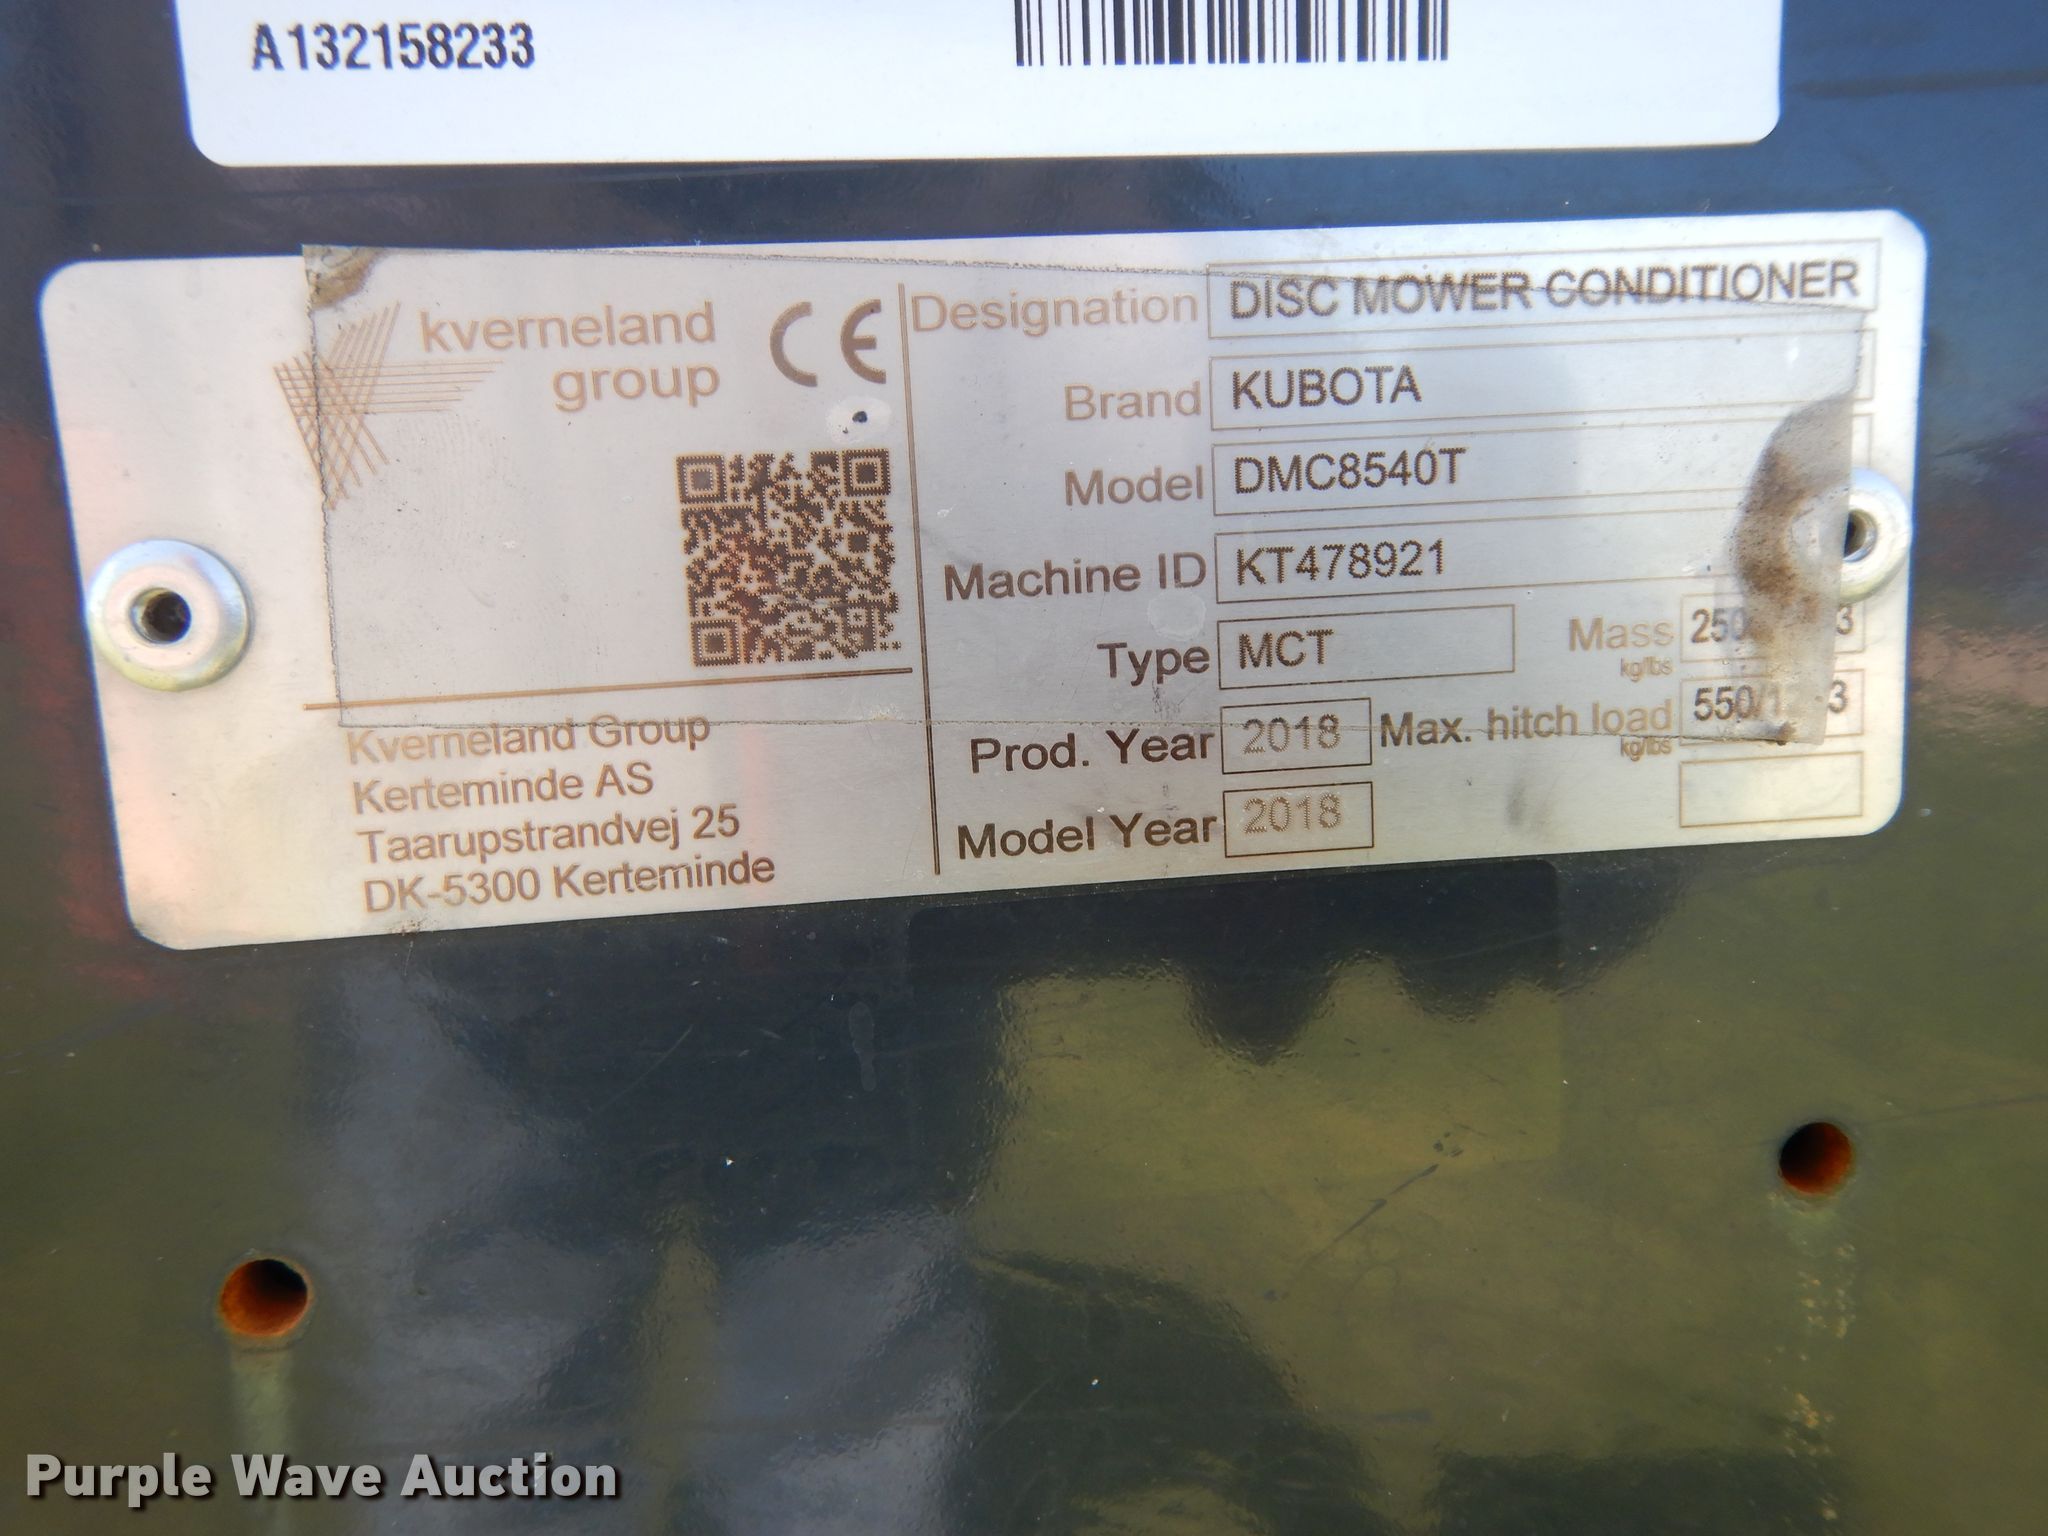 A132158233
kverneland
group
CE
Designation DISC MOWER CONDITIONER
Brand KUBOTA
Model DMC8540T
Machine ID KT478921
Type MCT
Mass
kg/lbs
Prod. Year 2018
Max. hitch load
kg/lbs
Model Year 2018
Kverneland Group
Kerteminde AS
Taarupstrandvej 25
DK-5300 Kerteminde
Purple Wave Auction